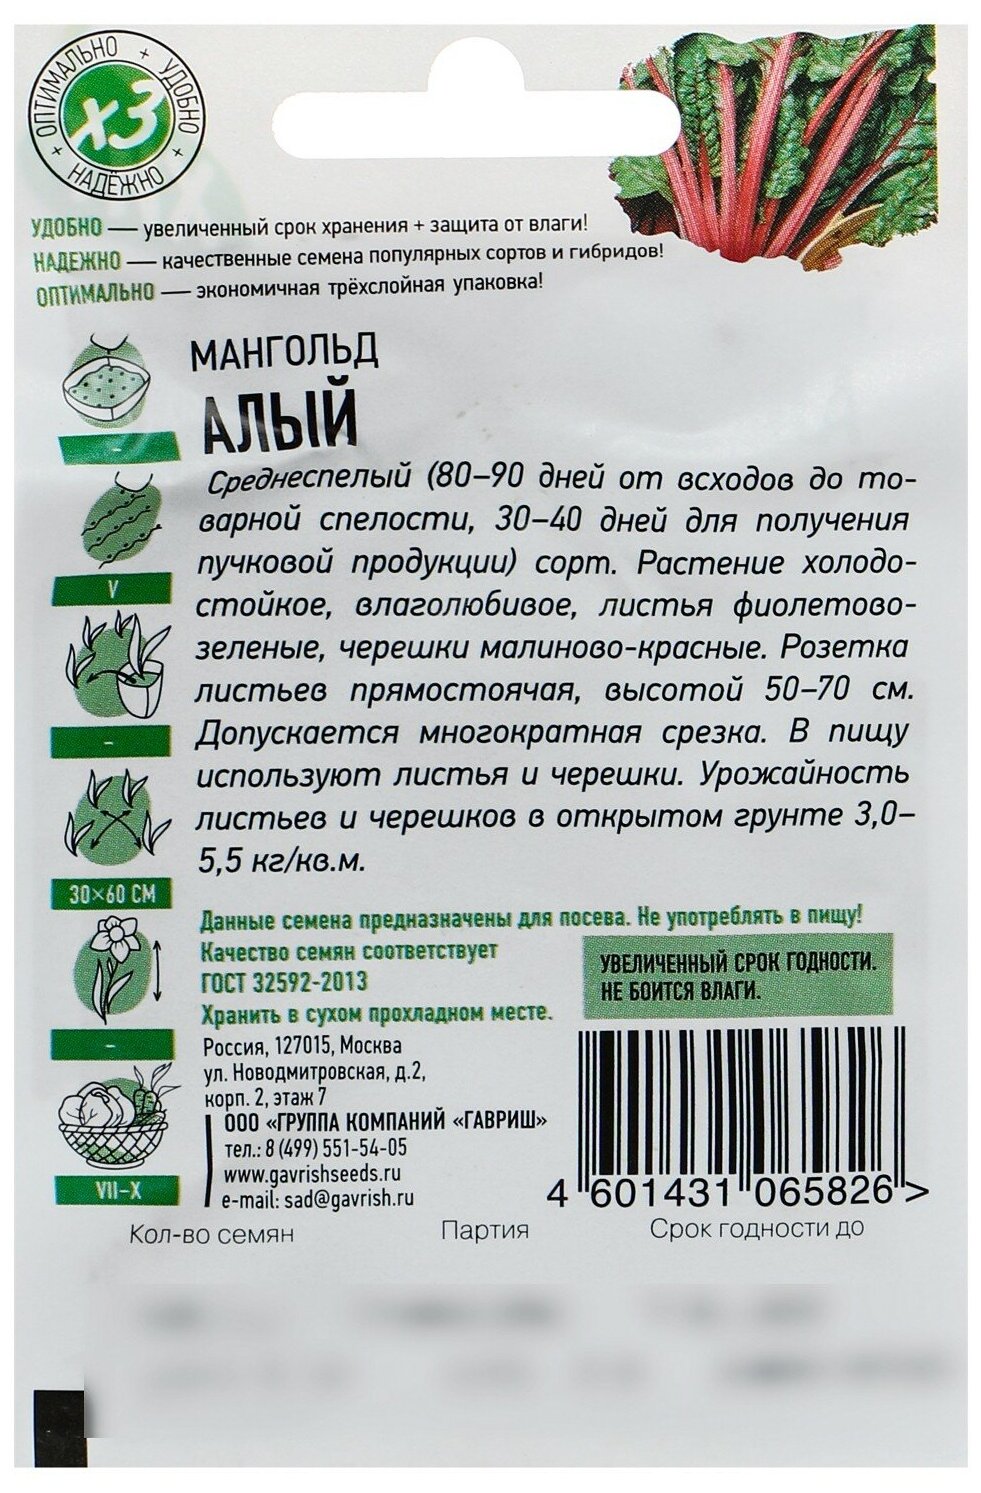 ОПТИМАЛЬНО + УДОБНО + НАДЁЖНО +
х3
УДОБНО — увеличенный срок хранения + защита от влаги!
НАДЕЖНО — качественные семена популярных сортов и гибридов!
ОПТИМАЛЬНО — экономичная трёхслойная упаковка!
МАНГОЛЬД
АЛЫЙ
Среднеспелый (80–90 дней от всходов до то-
варной спелости, 30–40 дней для получения
пучковой продукции) сорт. Растение холодо-
стойкое, влаголюбивое, листья фиолетово-
зеленые, черешки малиново-красные. Розетка
листьев прямостоячая, высотой 50–70 см.
Допускается многократная срезка. В пищу
используют листья и черешки. Урожайность
листьев и черешков в открытом грунте 3,0–
5,5 кг/кв.м.
–
V
–
30×60 СМ
–
VII–X
Данные семена предназначены для посева. Не употреблять в пищу!
Качество семян соответствует
ГОСТ 32592-2013
Хранить в сухом прохладном месте.
УВЕЛИЧЕННЫЙ СРОК ГОДНОСТИ.
НЕ БОИТСЯ ВЛАГИ.
Россия, 127015, Москва
ул. Новодмитровская, д.2,
корп. 2, этаж 7
ООО «ГРУППА КОМПАНИЙ «ГАВРИШ»
тел.: 8 (499) 551-54-05
www.gavrishseeds.ru
e-mail: sad@gavrish.ru
4 601431 065826 >
Кол-во семян Партия Срок годности до